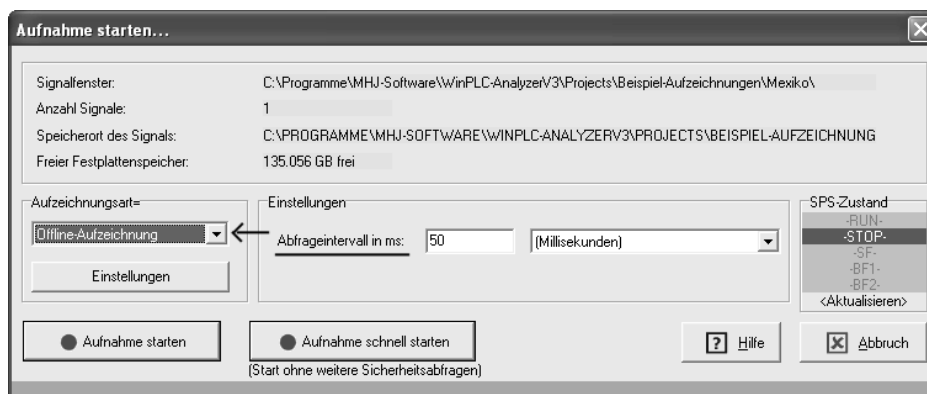 Aufnahme starten...
Signalfenster: C:\Programme\MHJ-Software\WinPLC-AnalyzerV3\Projects\Beispiel-Aufzeichnungen\Mexiko\
Anzahl Signale: 1
Speicherort des Signals: C:\PROGRAMME\MHJ-SOFTWARE\WINPLC-ANALYZERV3\PROJECTS\BEISPIEL-AUFZEICHNUNG
Freier Festplattenspeicher: 135.056 GB frei
Aufzeichnungsart=
Offline-Aufzeichnung
Einstellungen
Einstellungen
Abfrageintervall in ms: 50 (Millisekunden)
SPS-Zustand
-RUN-
-STOP-
-SF-
-BF1-
-BF2-
<Aktualisieren>
Aufnahme starten
Aufnahme schnell starten
(Start ohne weitere Sicherheitsabfragen)
? Hilfe
Abbruch